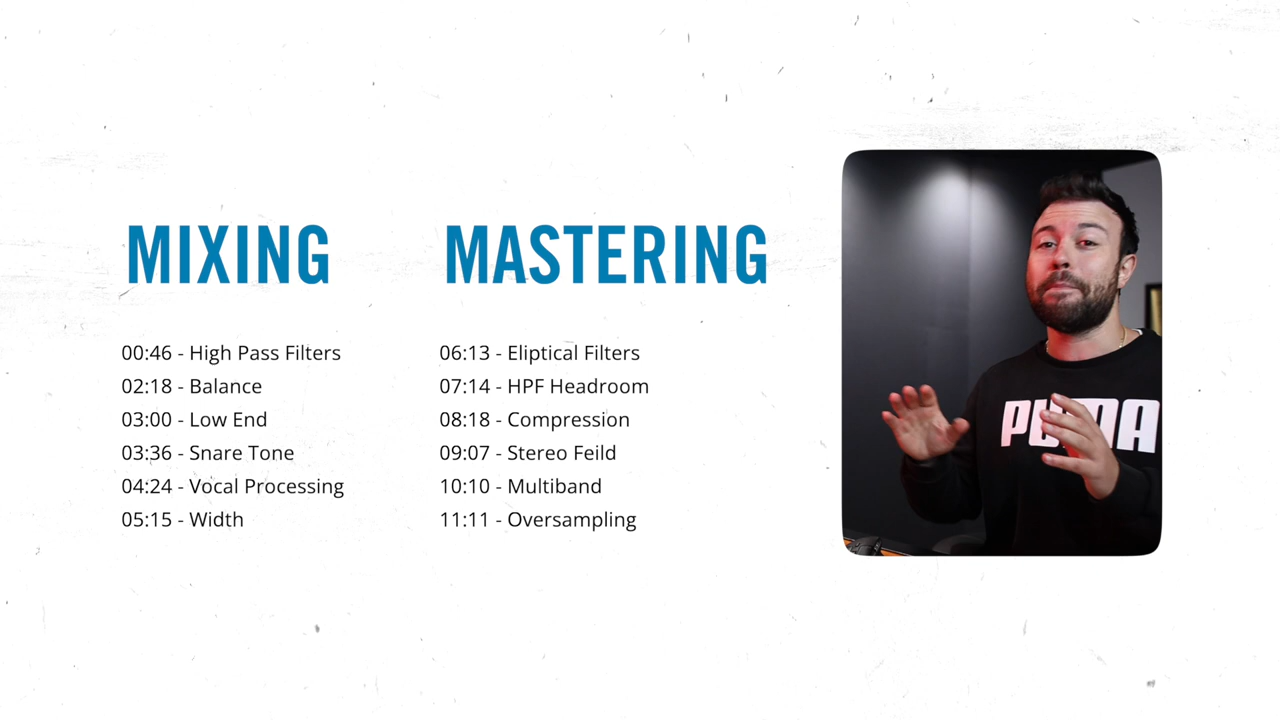 MIXING
00:46 - High Pass Filters
02:18 - Balance
03:00 - Low End
03:36 - Snare Tone
04:24 - Vocal Processing
05:15 - Width
MASTERING
06:13 - Eliptical Filters
07:14 - HPF Headroom
08:18 - Compression
09:07 - Stereo Feild
10:10 - Multiband
11:11 - Oversampling
PUMA